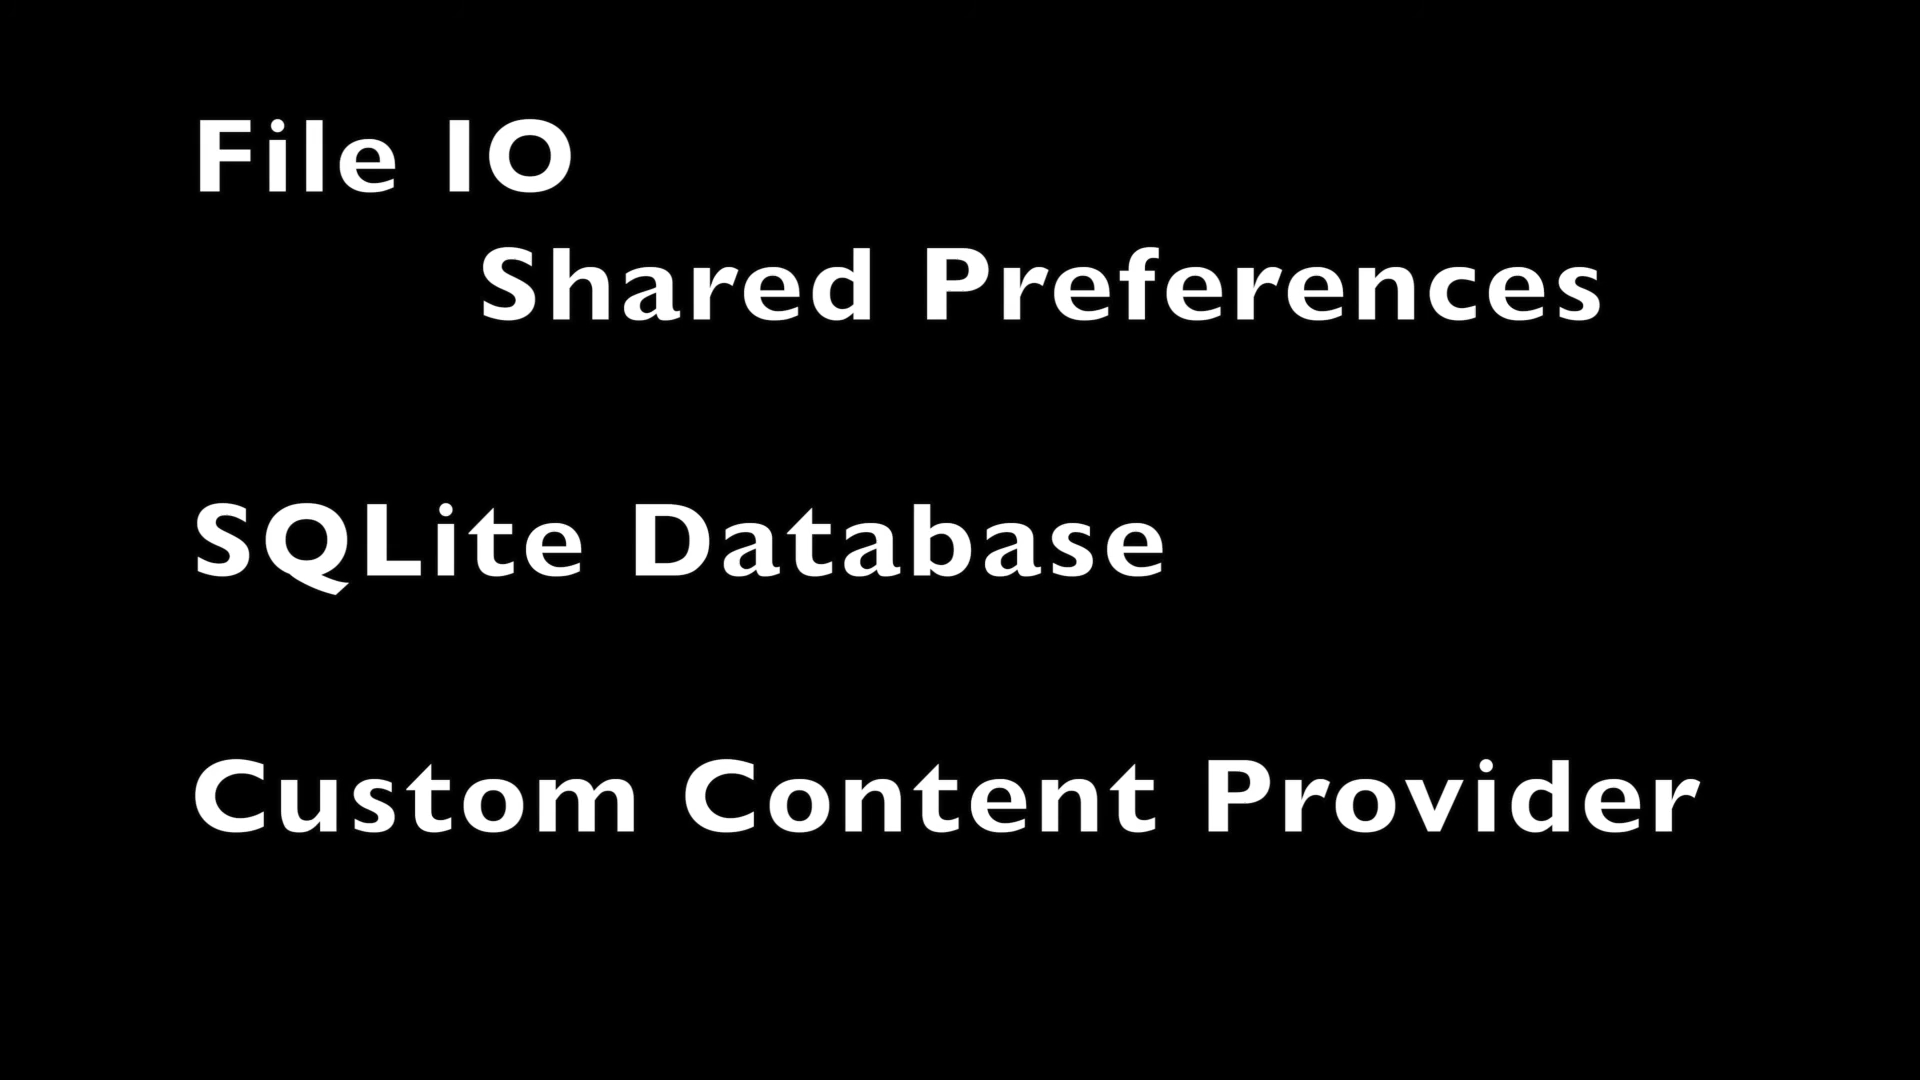 File IO
Shared Preferences
SQLite Database
Custom Content Provider